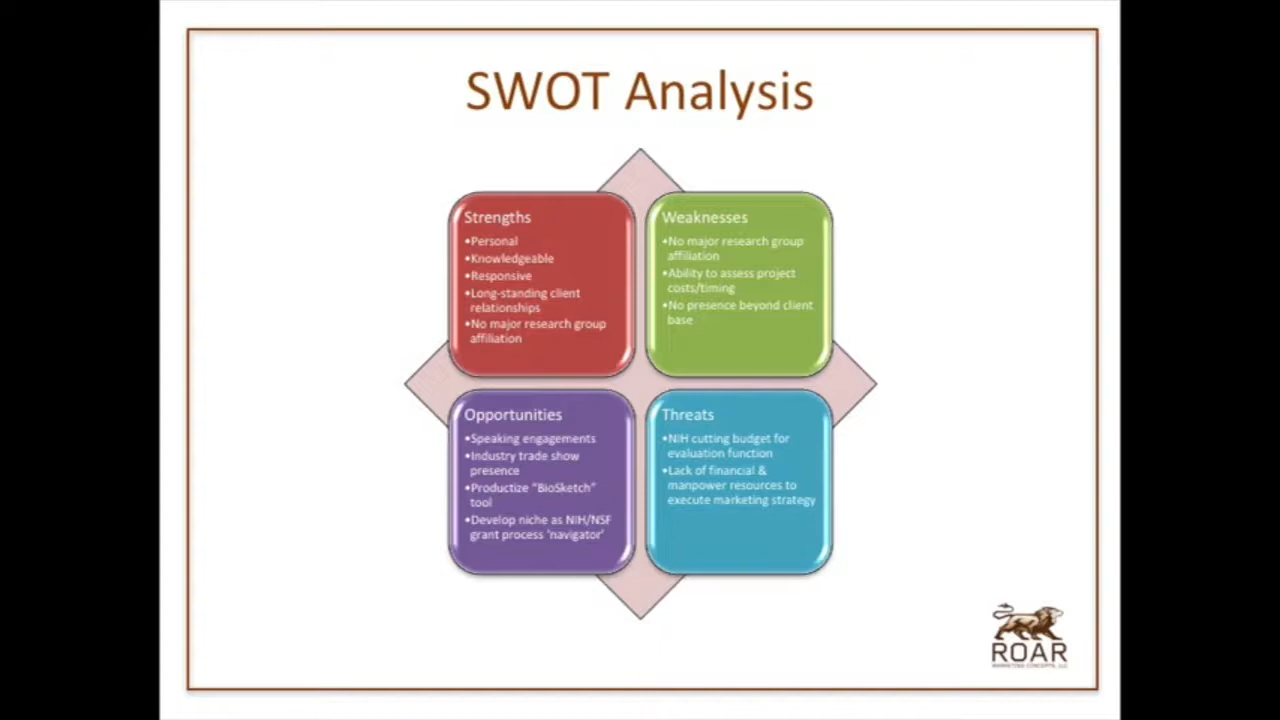 SWOT Analysis
Strengths
•Personal
•Knowledgeable
•Responsive
•Long-standing client
relationships
•No major research group
affiliation
Weaknesses
•No major research group
affiliation
•Ability to assess project
costs/timing
•No presence beyond client
base
Opportunities
•Speaking engagements
•Industry trade show
presence
•Productize "BioSketch"
tool
•Develop niche as NIH/NSF
grant process 'navigator'
Threats
•NIH cutting budget for
evaluation function
•Lack of financial &
manpower resources to
execute marketing strategy
ROAR
MARKETING CONCEPTS, LLC